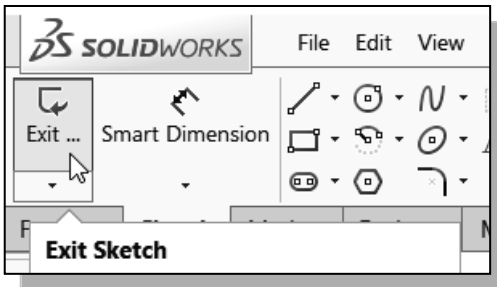 SOLIDWORKS File Edit View
Exit ... Smart Dimension
Exit Sketch